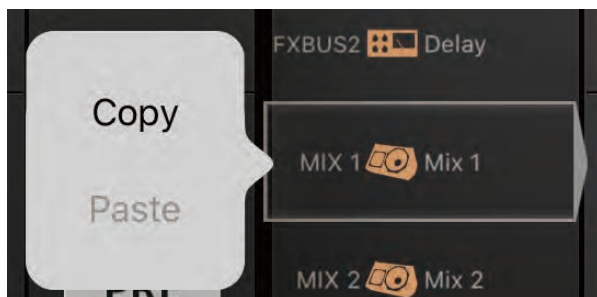 Copy
Paste
FXBUS2 Delay
MIX 1 Mix 1
MIX 2 Mix 2